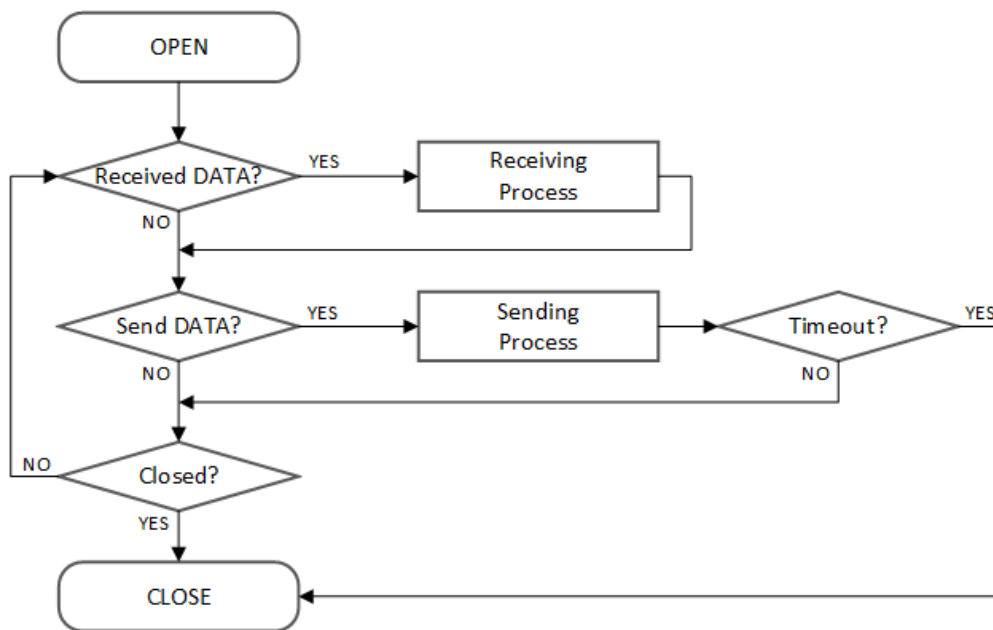 OPEN
Received DATA?
YES
Receiving
Process
NO
Send DATA?
YES
Sending
Process
Timeout?
YES
NO
NO
Closed?
NO
YES
CLOSE